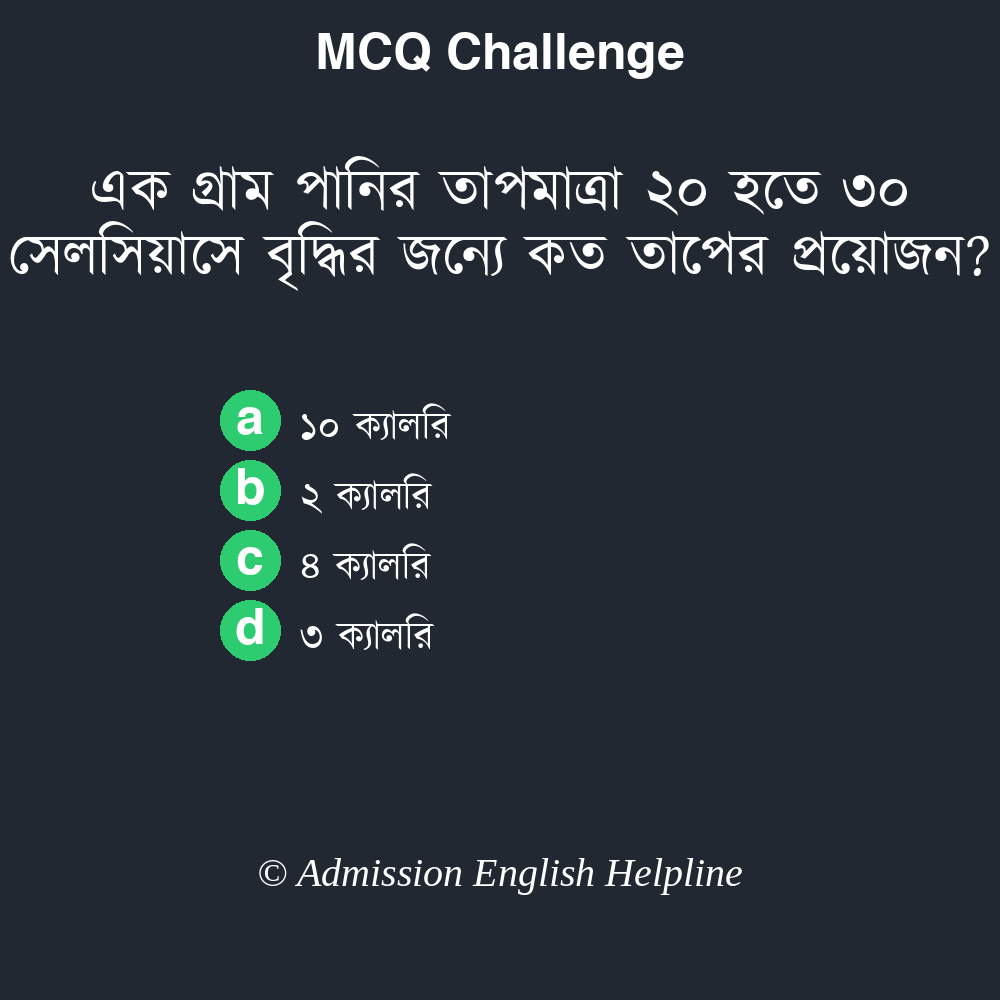 MCQ Challenge
এক গ্রাম পানির তাপমাত্রা ২০ হতে ৩০
সেলসিয়াসে বৃদ্ধির জন্যে কত তাপের প্রয়োজন?
a ১০ ক্যালরি
b ২ ক্যালরি
c ৪ ক্যালরি
d ৩ ক্যালরি
© Admission English Helpline